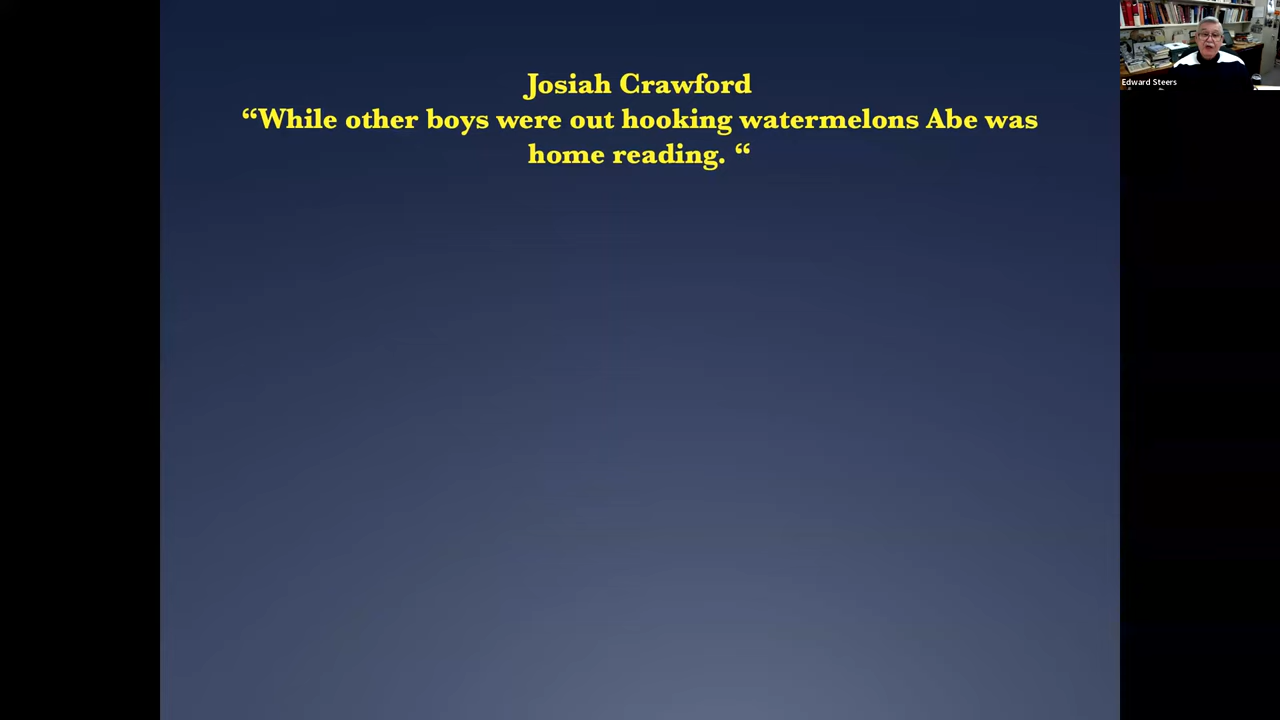 Josiah Crawford
“While other boys were out hooking watermelons Abe was
home reading. “
Edward Steers